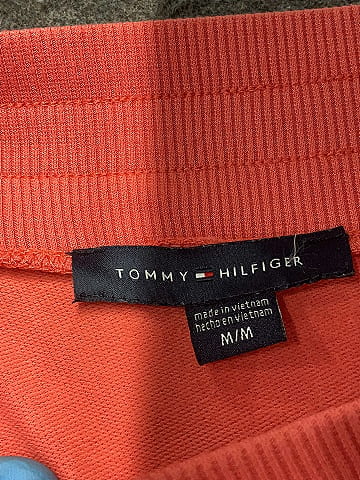 TOMMY HILFIGER
made in vietnam
hecho en vietnam
M/M